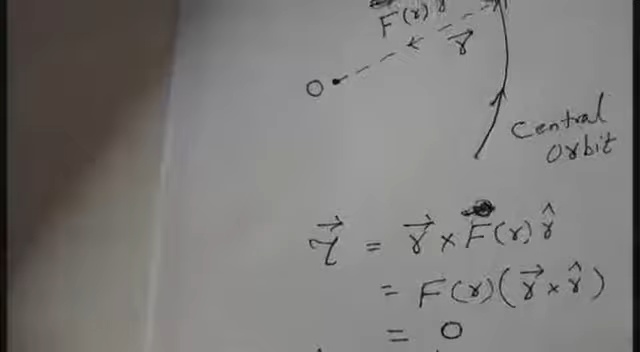 F(r)
r⃗
O
Central
Orbit
τ⃗ = r⃗ × F(r) r̂
= F(r) (r⃗ × r̂)
= 0